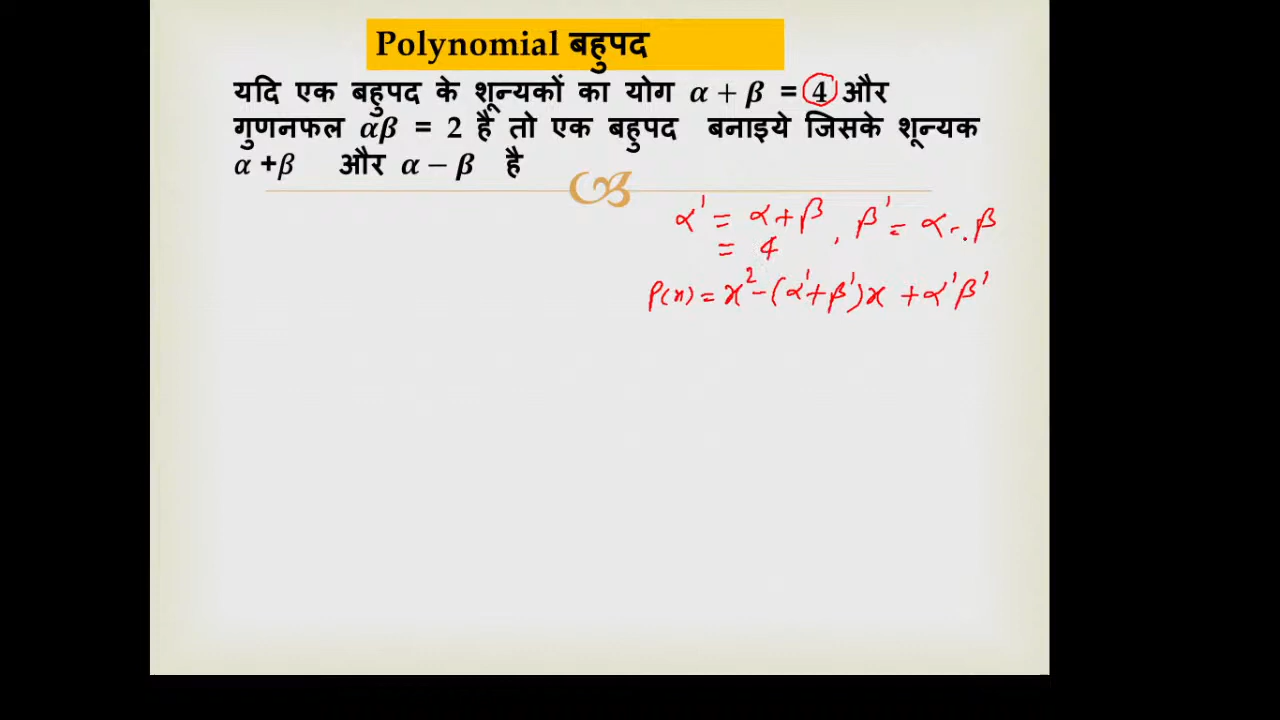 Polynomial बहुपद
यदि एक बहुपद के शून्यकों का योग α + β = 4 और
गुणनफल αβ = 2 है तो एक बहुपद बनाइये जिसके शून्यक
α +β और α − β है
α' = α+β , β' = α-β
= 4
P(x) = x² - (α'+β')x + α'β'